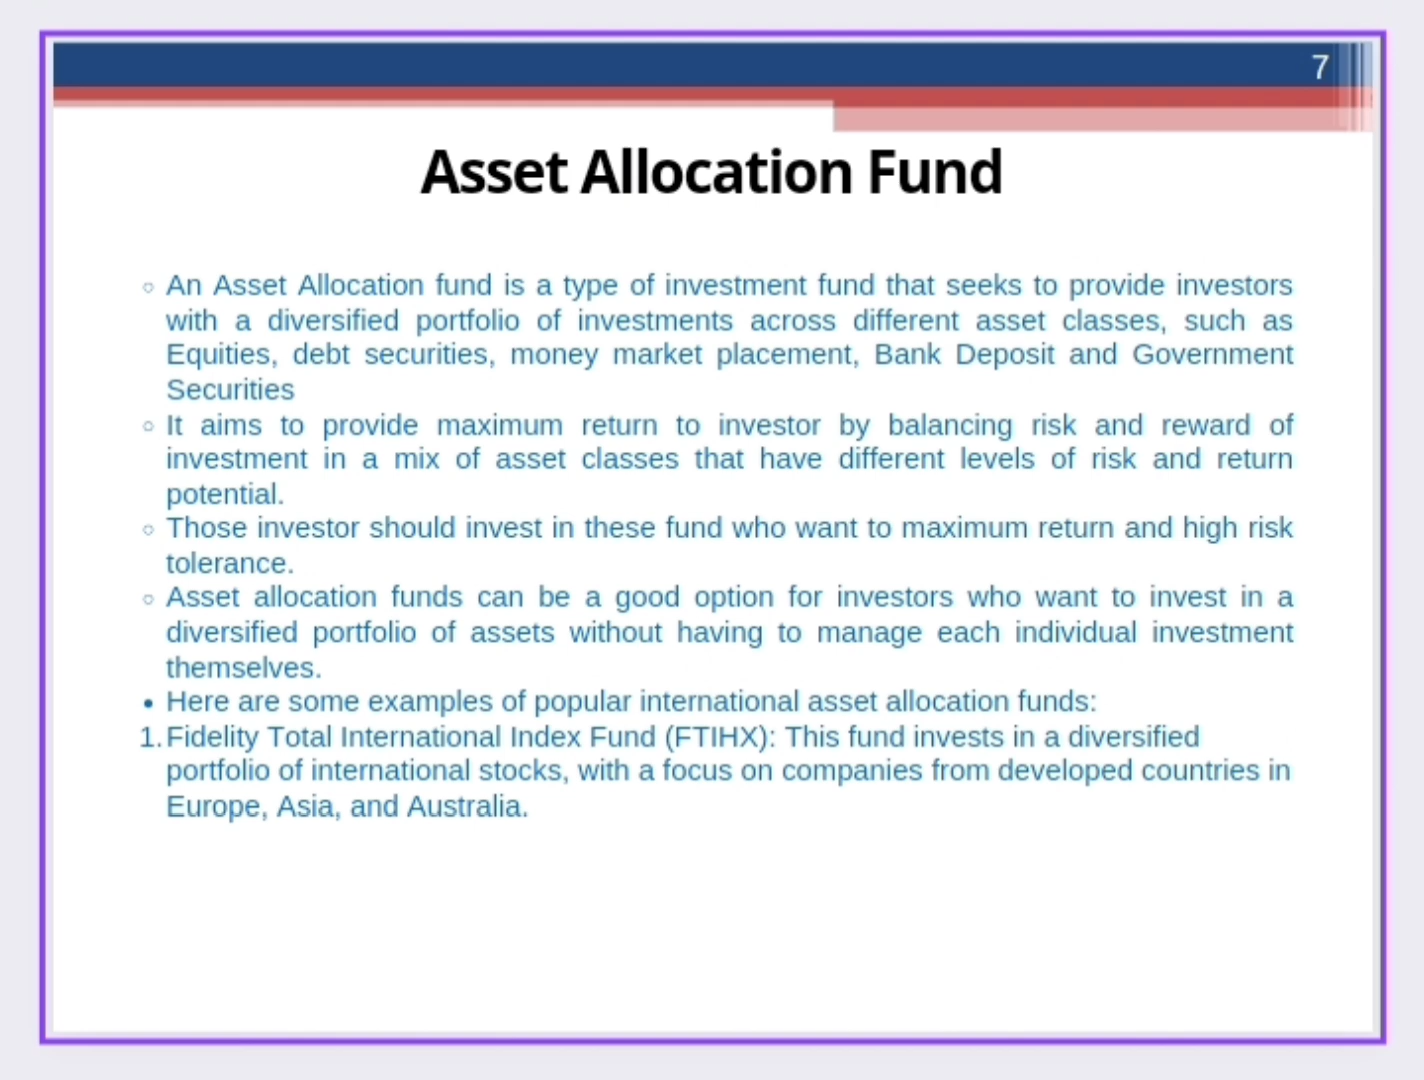 7
Asset Allocation Fund
○ An Asset Allocation fund is a type of investment fund that seeks to provide investors
with a diversified portfolio of investments across different asset classes, such as
Equities, debt securities, money market placement, Bank Deposit and Government
Securities
○ It aims to provide maximum return to investor by balancing risk and reward of
investment in a mix of asset classes that have different levels of risk and return
potential.
○ Those investor should invest in these fund who want to maximum return and high risk
tolerance.
○ Asset allocation funds can be a good option for investors who want to invest in a
diversified portfolio of assets without having to manage each individual investment
themselves.
• Here are some examples of popular international asset allocation funds:
1. Fidelity Total International Index Fund (FTIHX): This fund invests in a diversified
portfolio of international stocks, with a focus on companies from developed countries in
Europe, Asia, and Australia.